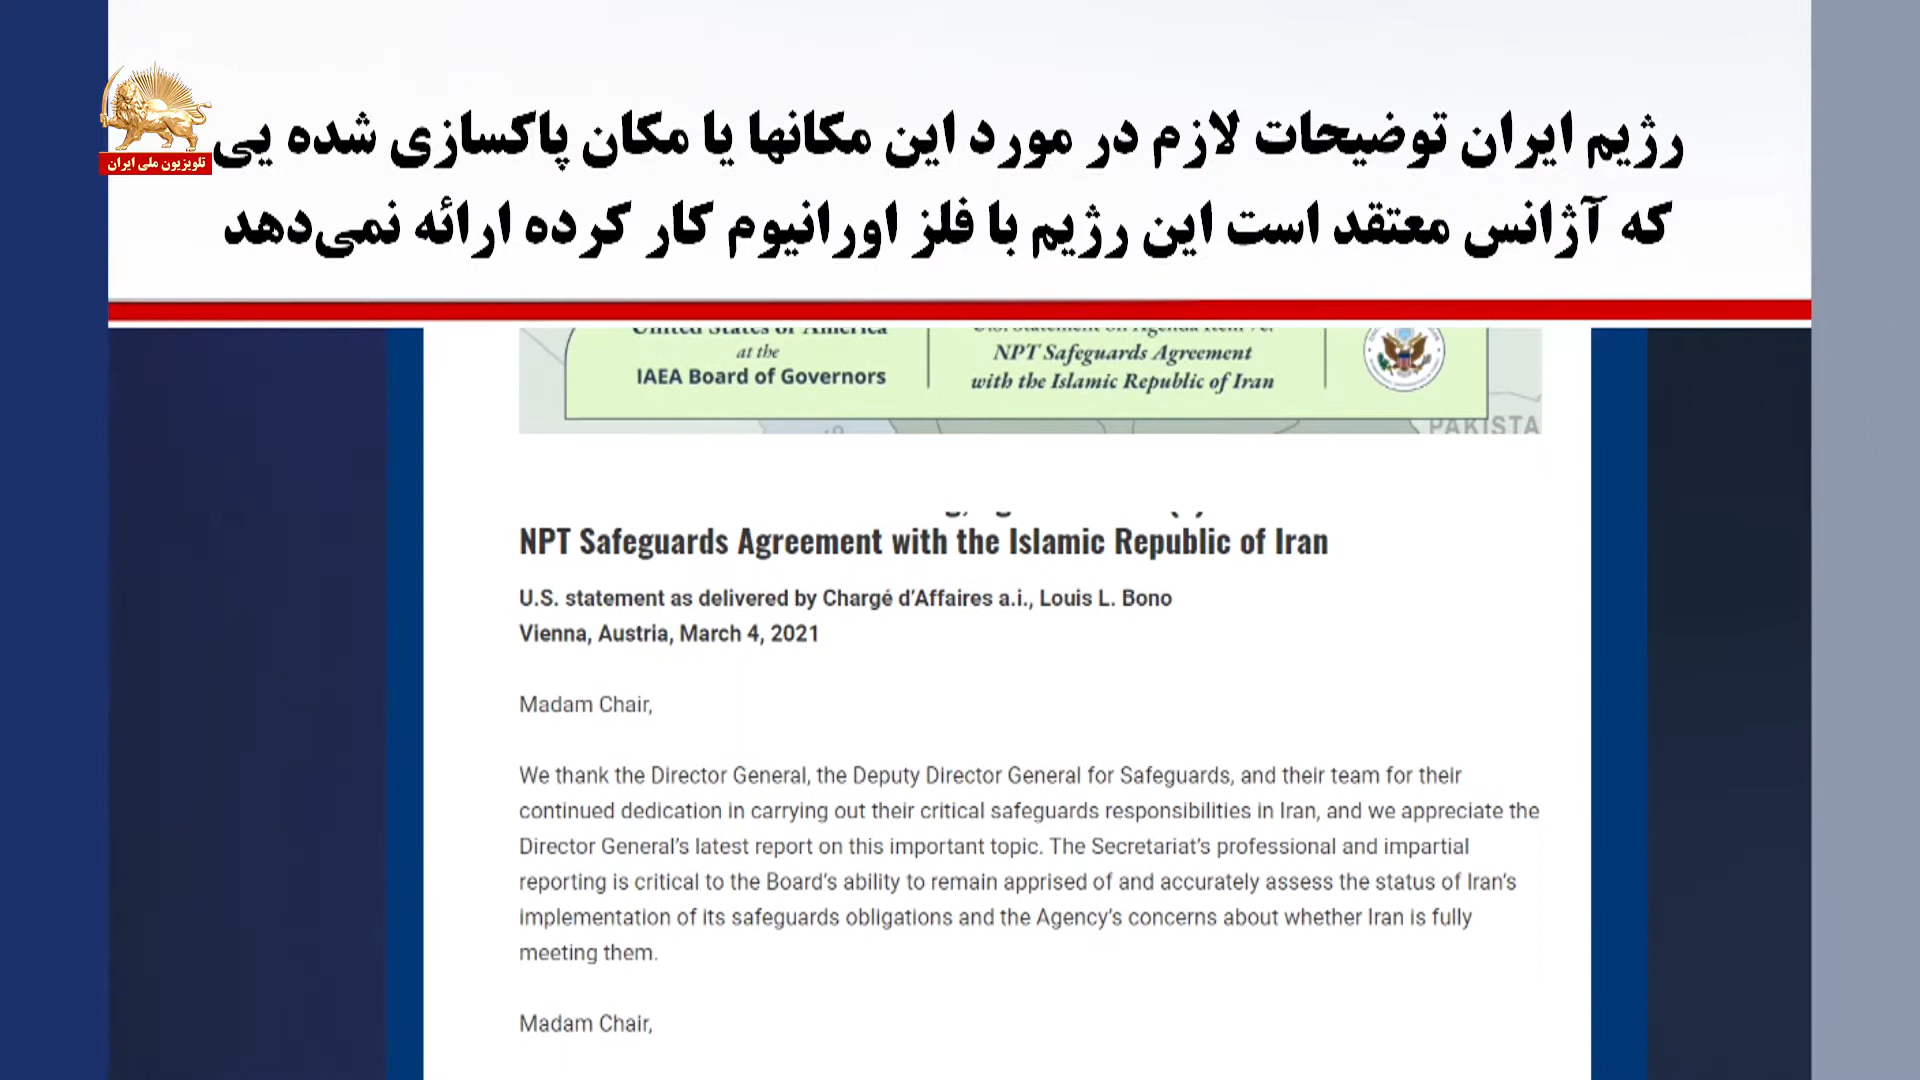 رژیم ایران توضیحات لازم در مورد این مکانها یا مکان پاکسازی شده یی
که آژانس معتقد است این رژیم با فلز اورانیوم کار کرده ارائه نمی‌دهد
تلویزیون ملی ایران
United States of America
at the
IAEA Board of Governors
NPT Safeguards Agreement
with the Islamic Republic of Iran
PAKISTA
NPT Safeguards Agreement with the Islamic Republic of Iran
U.S. statement as delivered by Chargé d’Affaires a.i., Louis L. Bono
Vienna, Austria, March 4, 2021
Madam Chair,
We thank the Director General, the Deputy Director General for Safeguards, and their team for their
continued dedication in carrying out their critical safeguards responsibilities in Iran, and we appreciate the
Director General’s latest report on this important topic. The Secretariat’s professional and impartial
reporting is critical to the Board’s ability to remain apprised of and accurately assess the status of Iran’s
implementation of its safeguards obligations and the Agency’s concerns about whether Iran is fully
meeting them.
Madam Chair,